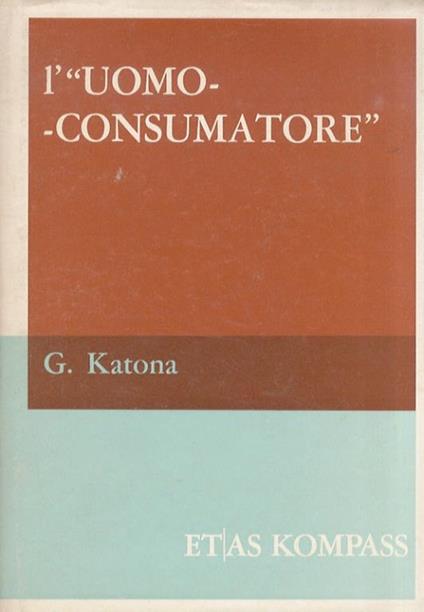 l'“UOMO-
-CONSUMATORE”
G. Katona
ET|AS KOMPASS